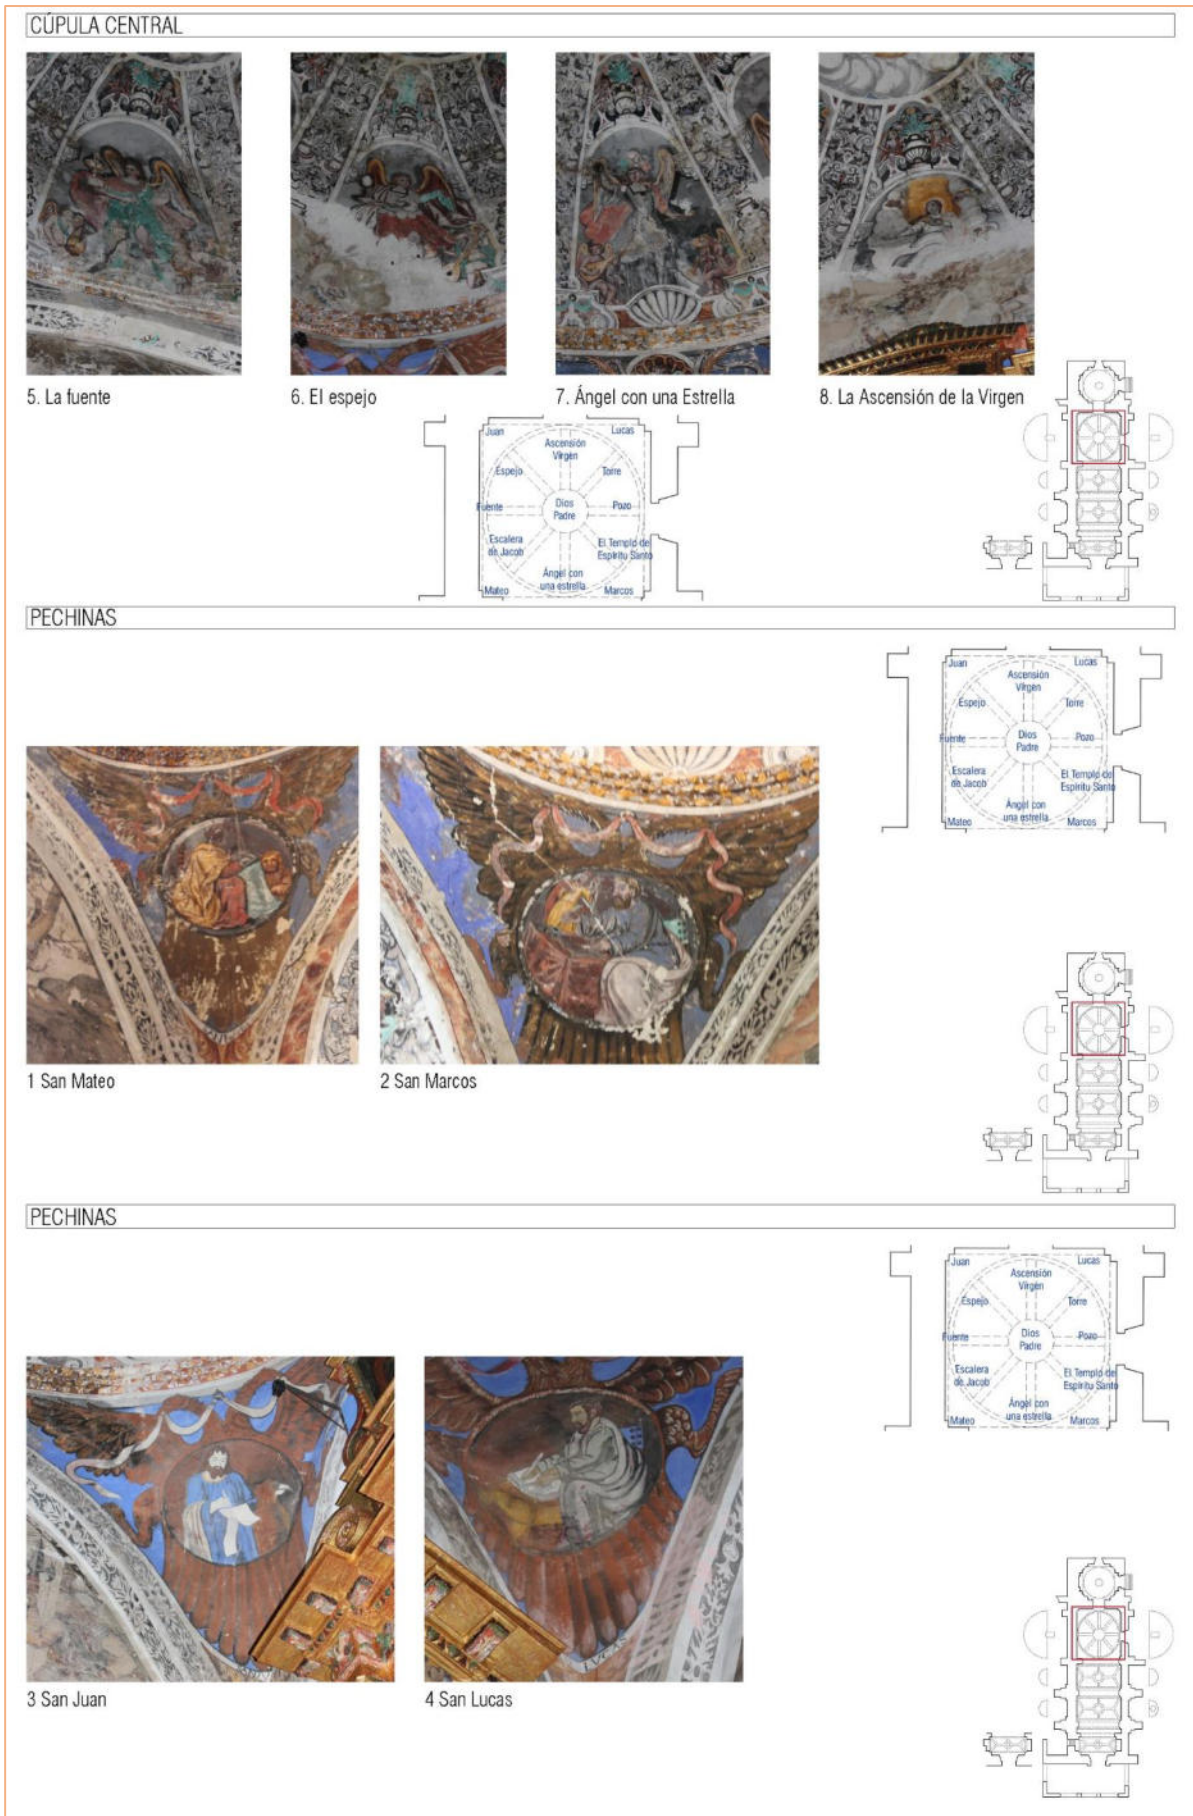 CÚPULA CENTRAL
5. La fuente
6. El espejo
7. Ángel con una Estrella
8. La Ascensión de la Virgen
Juan
Lucas
Ascensión
Virgen
Espejo
Torre
Dios
Padre
Fuente
Pozo
Escalera
de Jacob
El Templo de
Espíritu Santo
Ángel con
una estrella
Mateo
Marcos
PECHINAS
Juan
Lucas
Ascensión
Virgen
Espejo
Torre
Dios
Padre
Fuente
Pozo
Escalera
de Jacob
El Templo de
Espíritu Santo
Ángel con
una estrella
Mateo
Marcos
1 San Mateo
2 San Marcos
PECHINAS
Juan
Lucas
Ascensión
Virgen
Espejo
Torre
Dios
Padre
Fuente
Pozo
Escalera
de Jacob
El Templo de
Espíritu Santo
Ángel con
una estrella
Mateo
Marcos
3 San Juan
4 San Lucas